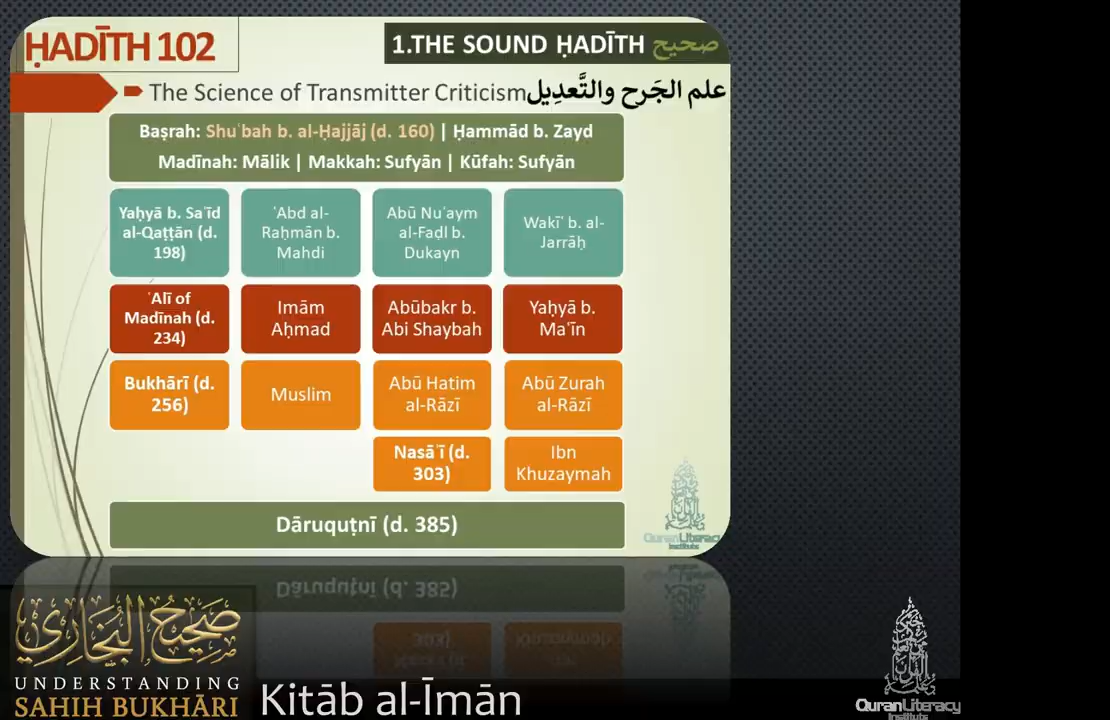 ḤADĪTH 102
1.THE SOUND ḤADĪTH صحيح
The Science of Transmitter Criticism علم الجَرح والتَّعدِيل
Baṣrah: Shuʿbah b. al-Ḥajjāj (d. 160) | Ḥammād b. Zayd
Madīnah: Mālik | Makkah: Sufyān | Kūfah: Sufyān
Yaḥyā b. Saʿīd
al-Qaṭṭān (d.
198)
ʿAbd al-
Raḥmān b.
Mahdi
Abū Nuʿaym
al-Faḍl b.
Dukayn
Wakīʿ b. al-
Jarrāḥ
ʿAlī of
Madīnah (d.
234)
Imām
Aḥmad
Abūbakr b.
Abi Shaybah
Yaḥyā b.
Maʿīn
Bukhārī (d.
256)
Muslim
Abū Hatim
al-Rāzī
Abū Zurah
al-Rāzī
Nasāʾī (d.
303)
Ibn
Khuzaymah
Dāruquṭnī (d. 385)
QuranLiteracy
Institute
صحيح البخاري
UNDERSTANDING
SAHIH BUKHĀRI
Kitāb al-Īmān
QuranLiteracy
Institute